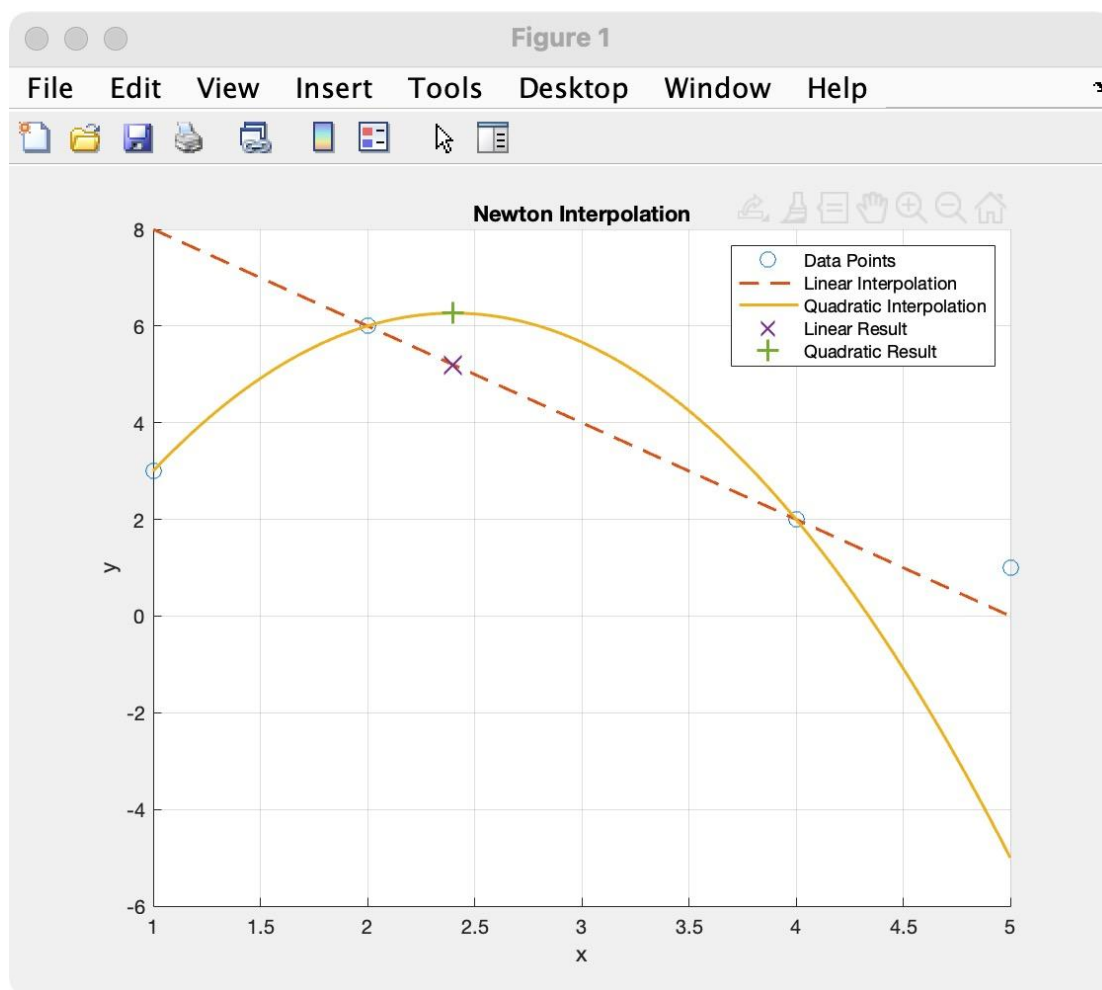 Figure 1
File Edit View Insert Tools Desktop Window Help
Newton Interpolation
Data Points
Linear Interpolation
Quadratic Interpolation
Linear Result
Quadratic Result
8
6
4
2
0
-2
-4
-6
y
1 1.5 2 2.5 3 3.5 4 4.5 5
x